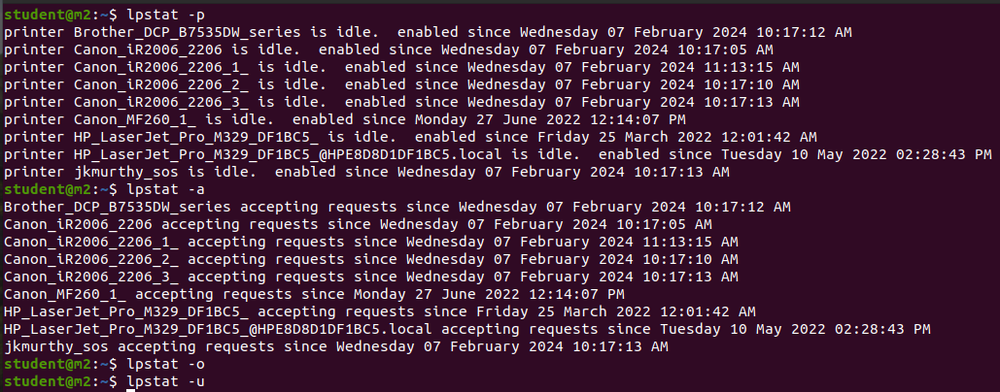 student@m2:~$ lpstat -p
printer Brother_DCP_B7535DW_series is idle.  enabled since Wednesday 07 February 2024 10:17:12 AM
printer Canon_iR2006_2206 is idle.  enabled since Wednesday 07 February 2024 10:17:05 AM
printer Canon_iR2006_2206_1_ is idle.  enabled since Wednesday 07 February 2024 11:13:15 AM
printer Canon_iR2006_2206_2_ is idle.  enabled since Wednesday 07 February 2024 10:17:10 AM
printer Canon_iR2006_2206_3_ is idle.  enabled since Wednesday 07 February 2024 10:17:13 AM
printer Canon_MF260_1_ is idle.  enabled since Monday 27 June 2022 12:14:07 PM
printer HP_LaserJet_Pro_M329_DF1BC5_ is idle.  enabled since Friday 25 March 2022 12:01:42 AM
printer HP_LaserJet_Pro_M329_DF1BC5_@HPE8D8D1DF1BC5.local is idle.  enabled since Tuesday 10 May 2022 02:28:43 PM
printer jkmurthy_sos is idle.  enabled since Wednesday 07 February 2024 10:17:13 AM
student@m2:~$ lpstat -a
Brother_DCP_B7535DW_series accepting requests since Wednesday 07 February 2024 10:17:12 AM
Canon_iR2006_2206 accepting requests since Wednesday 07 February 2024 10:17:05 AM
Canon_iR2006_2206_1_ accepting requests since Wednesday 07 February 2024 11:13:15 AM
Canon_iR2006_2206_2_ accepting requests since Wednesday 07 February 2024 10:17:10 AM
Canon_iR2006_2206_3_ accepting requests since Wednesday 07 February 2024 10:17:13 AM
Canon_MF260_1_ accepting requests since Monday 27 June 2022 12:14:07 PM
HP_LaserJet_Pro_M329_DF1BC5_ accepting requests since Friday 25 March 2022 12:01:42 AM
HP_LaserJet_Pro_M329_DF1BC5_@HPE8D8D1DF1BC5.local accepting requests since Tuesday 10 May 2022 02:28:43 PM
jkmurthy_sos accepting requests since Wednesday 07 February 2024 10:17:13 AM
student@m2:~$ lpstat -o
student@m2:~$ lpstat -u